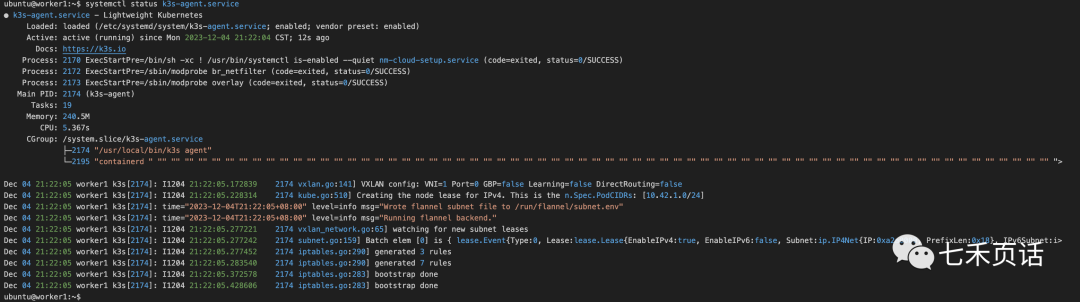 ubuntu@worker1:~$ systemctl status k3s-agent.service
● k3s-agent.service - Lightweight Kubernetes
Loaded: loaded (/etc/systemd/system/k3s-agent.service; enabled; vendor preset: enabled)
Active: active (running) since Mon 2023-12-04 21:22:04 CST; 12s ago
Docs: https://k3s.io
Process: 2170 ExecStartPre=/bin/sh -xc ! /usr/bin/systemctl is-enabled --quiet nm-cloud-setup.service (code=exited, status=0/SUCCESS)
Process: 2172 ExecStartPre=/sbin/modprobe br_netfilter (code=exited, status=0/SUCCESS)
Process: 2173 ExecStartPre=/sbin/modprobe overlay (code=exited, status=0/SUCCESS)
Main PID: 2174 (k3s-agent)
Tasks: 19
Memory: 240.5M
CPU: 5.367s
CGroup: /system.slice/k3s-agent.service
├─2174 "/usr/local/bin/k3s agent"
└─2195 "containerd " "" "" "" "" "" "" "" "" "" "" "" "" "" "" "" "" "" "" "" "" "" "" "" "" "" "" "" "" "" "" "" "" "" "" "" "" "" "" "" "" "" "" "" "" "" "" "" "" "" "" "" "" "" "" "" "" "" "" "" "" "" "" "" "" "" "">
Dec 04 21:22:05 worker1 k3s[2174]: I1204 21:22:05.172839 2174 vxlan.go:141] VXLAN config: VNI=1 Port=0 GBP=false Learning=false DirectRouting=false
Dec 04 21:22:05 worker1 k3s[2174]: I1204 21:22:05.228314 2174 kube.go:510] Creating the node lease for IPv4. This is the n.Spec.PodCIDRs: [10.42.1.0/24]
Dec 04 21:22:05 worker1 k3s[2174]: time="2023-12-04T21:22:05+08:00" level=info msg="Wrote flannel subnet file to /run/flannel/subnet.env"
Dec 04 21:22:05 worker1 k3s[2174]: time="2023-12-04T21:22:05+08:00" level=info msg="Running flannel backend."
Dec 04 21:22:05 worker1 k3s[2174]: I1204 21:22:05.277221 2174 vxlan_network.go:65] watching for new subnet leases
Dec 04 21:22:05 worker1 k3s[2174]: I1204 21:22:05.277242 2174 subnet.go:159] Batch elem [0] is { lease.Event{Type:0, Lease:lease.Lease{EnableIPv4:true, EnableIPv6:false, Subnet:ip.IP4Net{IP: PrefixLen:0x18}, IPv6Subnet:i>
Dec 04 21:22:05 worker1 k3s[2174]: I1204 21:22:05.277452 2174 iptables.go:290] generated 3 rules
Dec 04 21:22:05 worker1 k3s[2174]: I1204 21:22:05.283540 2174 iptables.go:290] generated 7 rules
Dec 04 21:22:05 worker1 k3s[2174]: I1204 21:22:05.372578 2174 iptables.go:283] bootstrap done
Dec 04 21:22:05 worker1 k3s[2174]: I1204 21:22:05.428606 2174 iptables.go:283] bootstrap done
ubuntu@worker1:~$
七禾页话